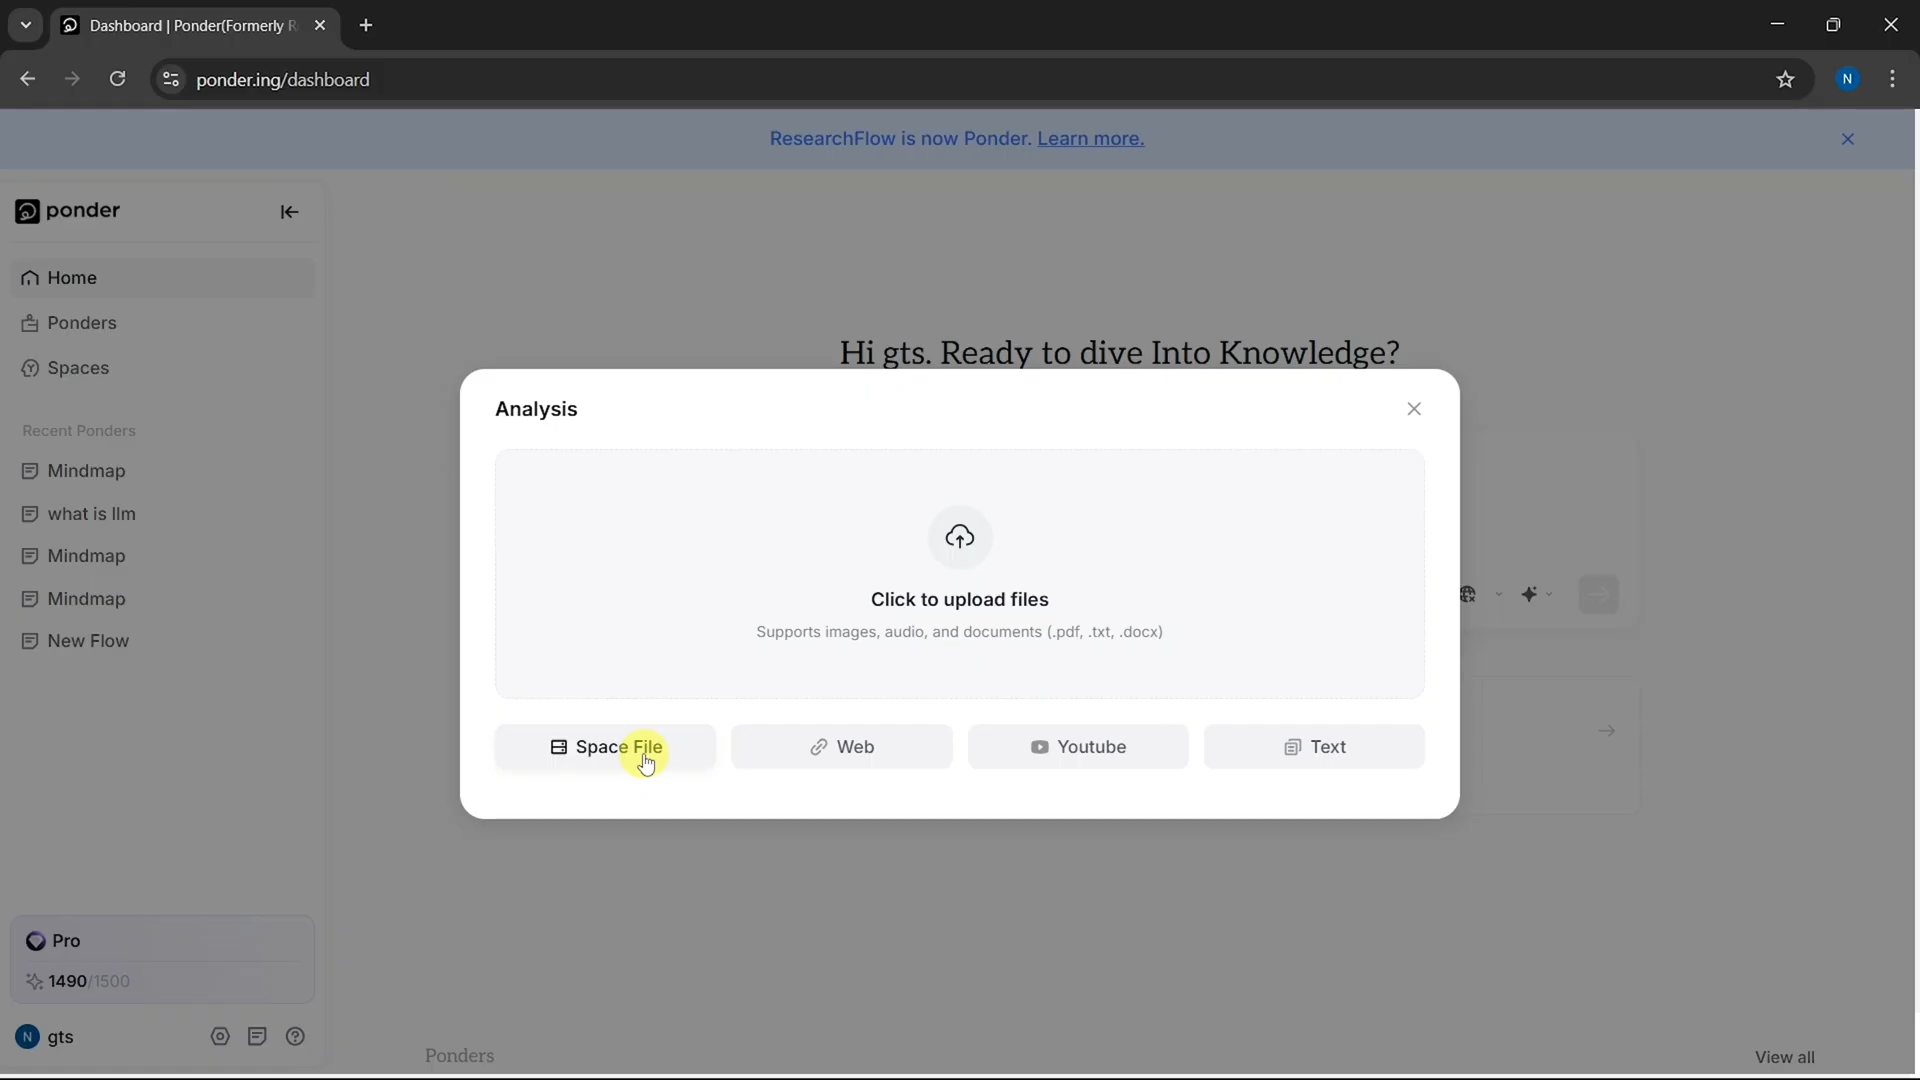 Dashboard | Ponder(Formerly R
ponder.ing/dashboard
N
ResearchFlow is now Ponder. Learn more.
ponder
Home
Ponders
Spaces
Recent Ponders
Mindmap
what is llm
Mindmap
Mindmap
New Flow
Pro
1490/1500
N gts
Hi gts. Ready to dive Into Knowledge?
Analysis
Click to upload files
Supports images, audio, and documents (.pdf, .txt, .docx)
Space File
Web
Youtube
Text
Ponders
View all